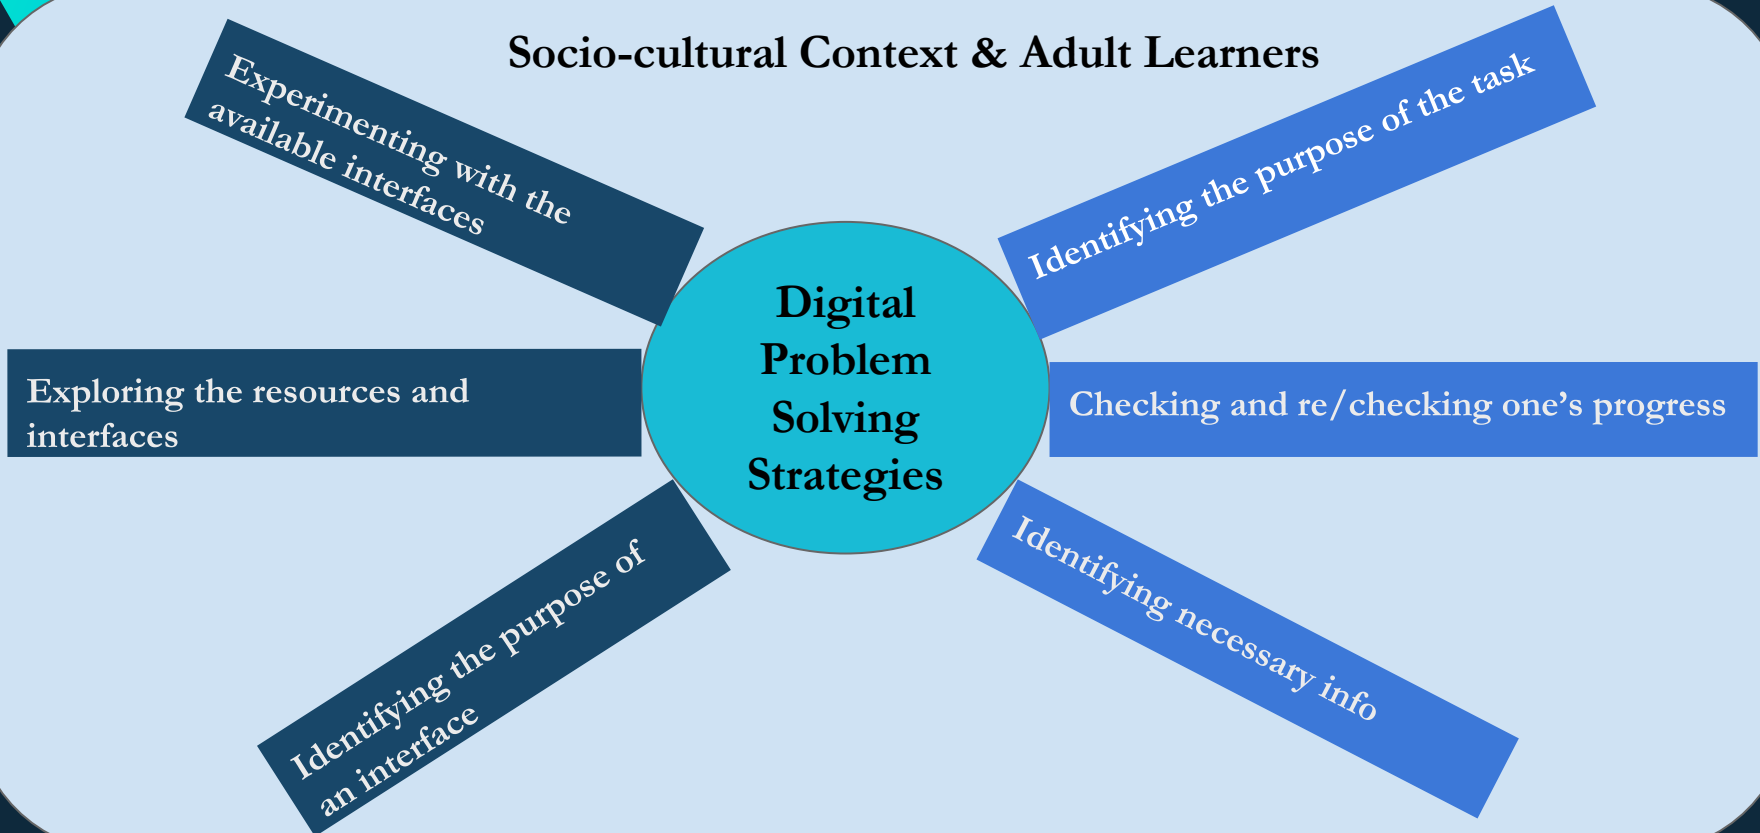 Socio-cultural Context & Adult Learners
Experimenting with the
available interfaces
Identifying the purpose of the task
Digital
Problem
Solving
Strategies
Exploring the resources and
interfaces
Checking and re/checking one’s progress
Identifying the purpose of
an interface
Identifying necessary info